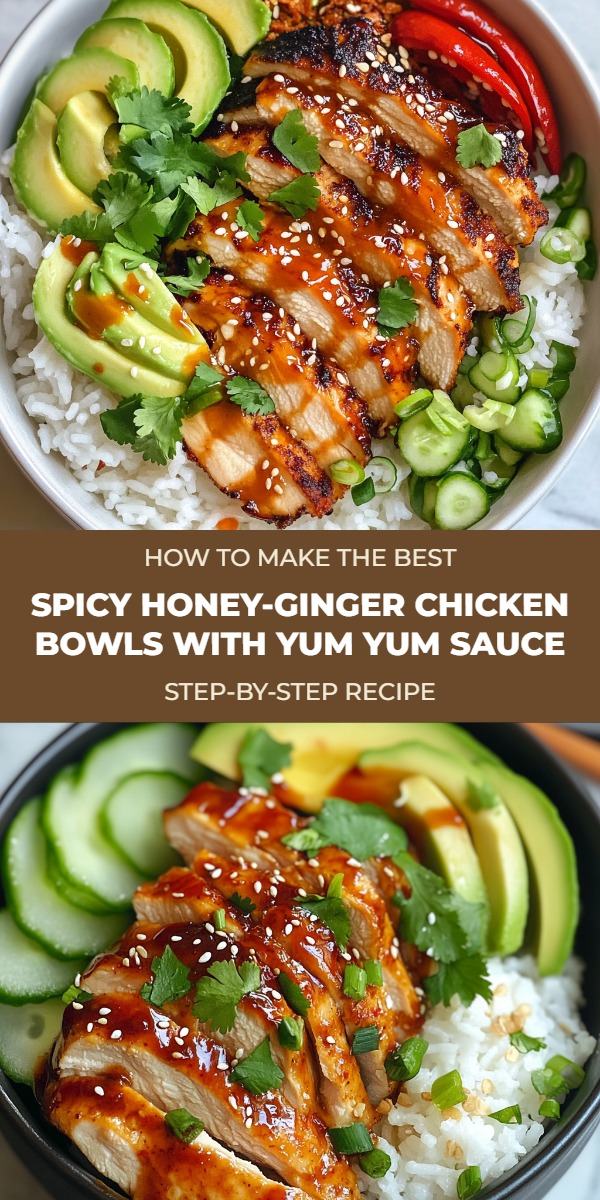 HOW TO MAKE THE BEST
SPICY HONEY-GINGER CHICKEN
BOWLS WITH YUM YUM SAUCE
STEP-BY-STEP RECIPE